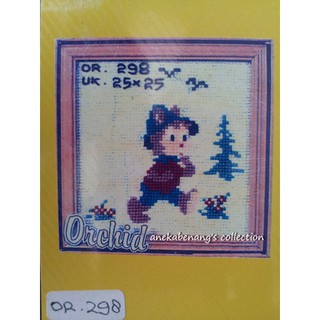 OR. 298
UK. 25x25
Orchid
anekabenang's collection
OR. 298